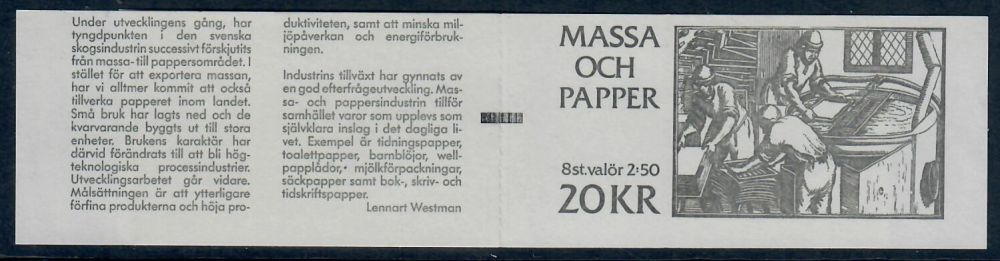 Under utvecklingens gång, har
tyngdpunkten i den svenska
skogsindustrin successivt förskjutits
från massa- till pappersområdet. I
stället för att exportera massan,
har vi alltmer kommit att också
tillverka papperet inom landet.
Små bruk har lagts ned och de
kvarvarande byggts ut till stora
enheter. Brukens karaktär har
därvid förändrats till att bli hög-
teknologiska processindustrier.
Utvecklingsarbetet går vidare.
Målsättningen är att ytterligare
förfina produkterna och höja pro-
duktiviteten, samt att minska mil-
jöpåverkan och energiförbruk-
ningen.
Industrins tillväxt har gynnats av
en god efterfrågeutveckling. Mas-
sa- och pappersindustrin tillför
samhället varor som upplevs som
självklara inslag i det dagliga li-
vet. Exempel är tidningspapper,
toalettpapper, barnblöjor, well-
papplådor, mjölkförpackningar,
säckpapper samt bok-, skriv- och
tidskriftspapper.
Lennart Westman
MASSA
OCH
PAPPER
8 st. valör 2:50
20 KR